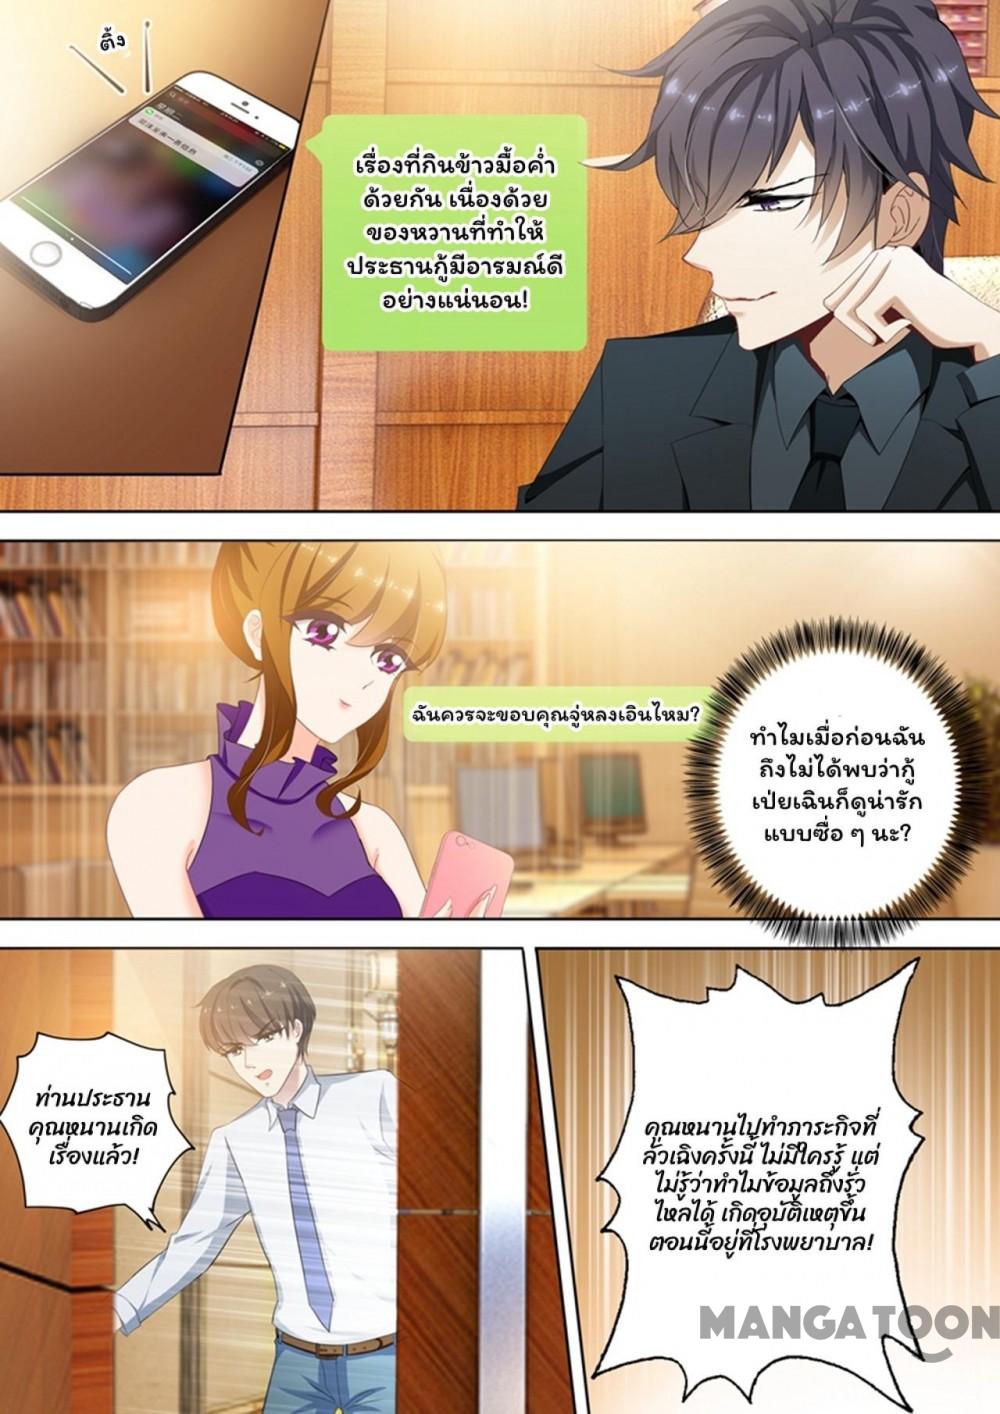 ติ้ง
เรื่องที่กินข้าวมื้อค่ำ
ด้วยกัน เนื่องด้วย
ของหวานที่ทำให้
ประธานกู้มีอารมณ์ดี
อย่างแน่นอน!
ฉันควรจะขอบคุณจู่หลงเอินไหม?
ทำไมเมื่อก่อนฉัน
ถึงไม่ได้พบว่ากู้
เป่ยเฉินก็ดูน่ารัก
แบบซื่อ ๆ นะ?
ท่านประธาน
คุณหนานเกิด
เรื่องแล้ว!
คุณหนานไปทำภาระกิจที่
ลั่วเฉิงครั้งนี้ ไม่มีใครรู้ แต่
ไม่รู้ว่าทำไมข้อมูลถึงรั่ว
ไหลได้ เกิดอุบัติเหตุขึ้น
ตอนนี้อยู่ที่โรงพยาบาล!
MANGATOON